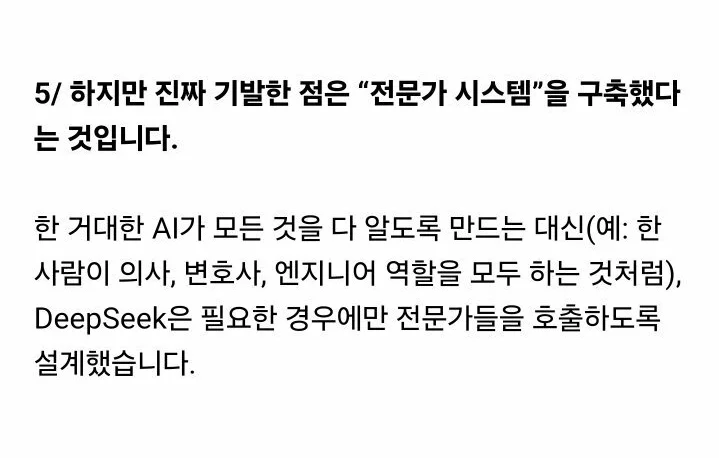 5/ 하지만 진짜 기발한 점은 “전문가 시스템”을 구축했다
는 것입니다.
한 거대한 AI가 모든 것을 다 알도록 만드는 대신(예: 한
사람이 의사, 변호사, 엔지니어 역할을 모두 하는 것처럼),
DeepSeek은 필요한 경우에만 전문가들을 호출하도록
설계했습니다.